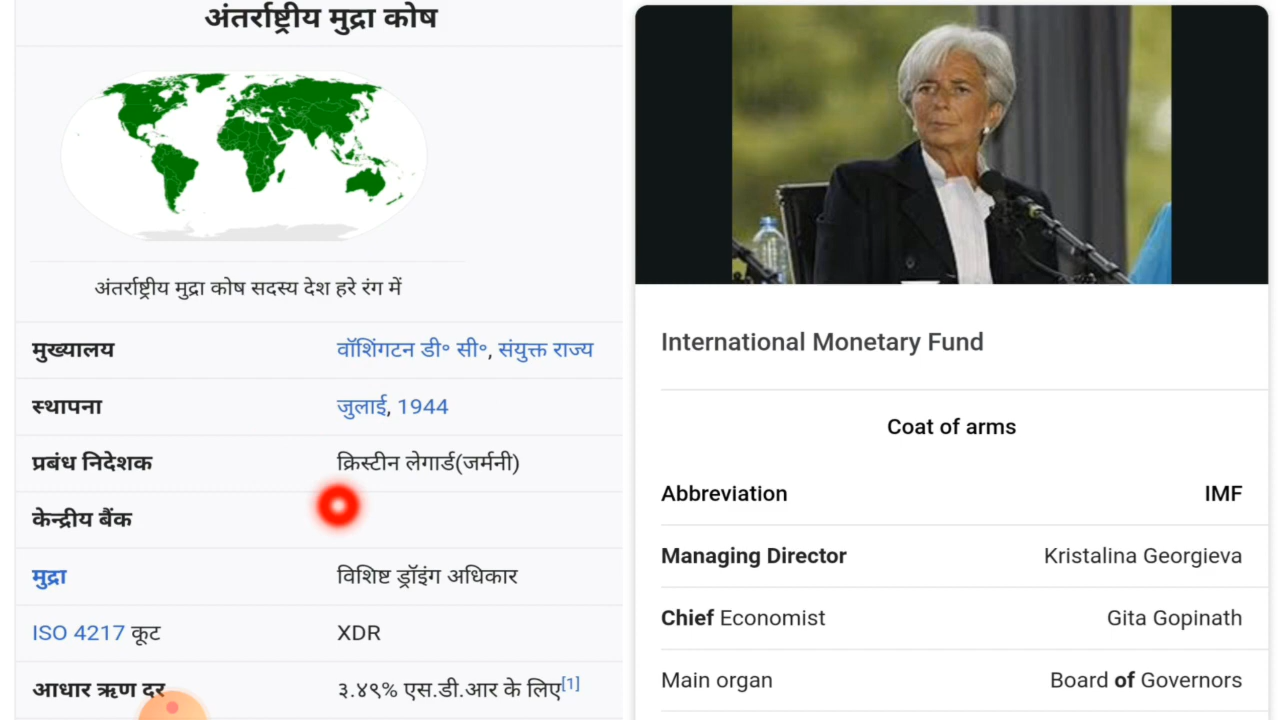 अंतर्राष्ट्रीय मुद्रा कोष
अंतर्राष्ट्रीय मुद्रा कोष सदस्य देश हरे रंग में
मुख्यालय वॉशिंगटन डी॰ सी॰, संयुक्त राज्य
स्थापना जुलाई, 1944
प्रबंध निदेशक क्रिस्टीन लेगार्ड(जर्मनी)
केन्द्रीय बैंक
मुद्रा विशिष्ट ड्रॉइंग अधिकार
ISO 4217 कूट XDR
आधार ऋण दर ३.४९% एस.डी.आर के लिए[1]
International Monetary Fund
Coat of arms
Abbreviation IMF
Managing Director Kristalina Georgieva
Chief Economist Gita Gopinath
Main organ Board of Governors